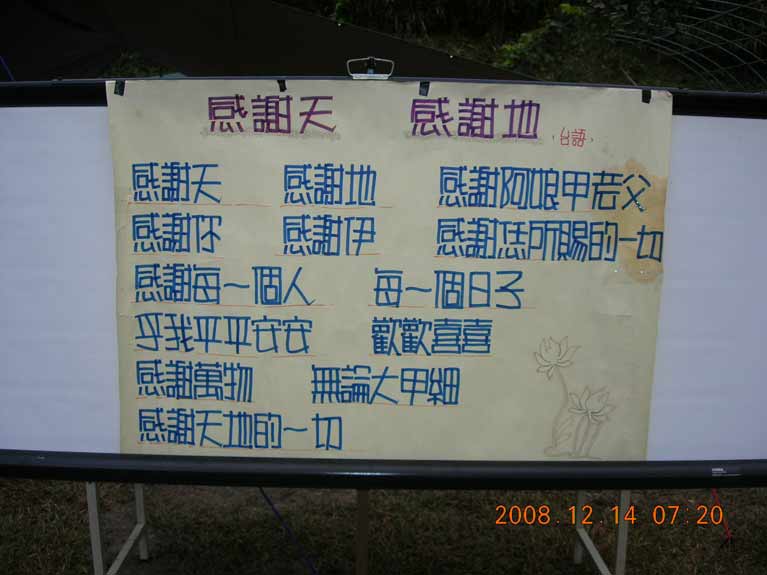 感謝天　感謝地 ，台語，
感謝天　感謝地　感謝阿娘甲老父
感謝你　感謝伊　感謝恁所賜的一切
感謝每一個人　每一個日子
乎我平平安安　歡歡喜喜
感謝萬物　無論大甲細
感謝天地的一切
2008.12.14 07:20